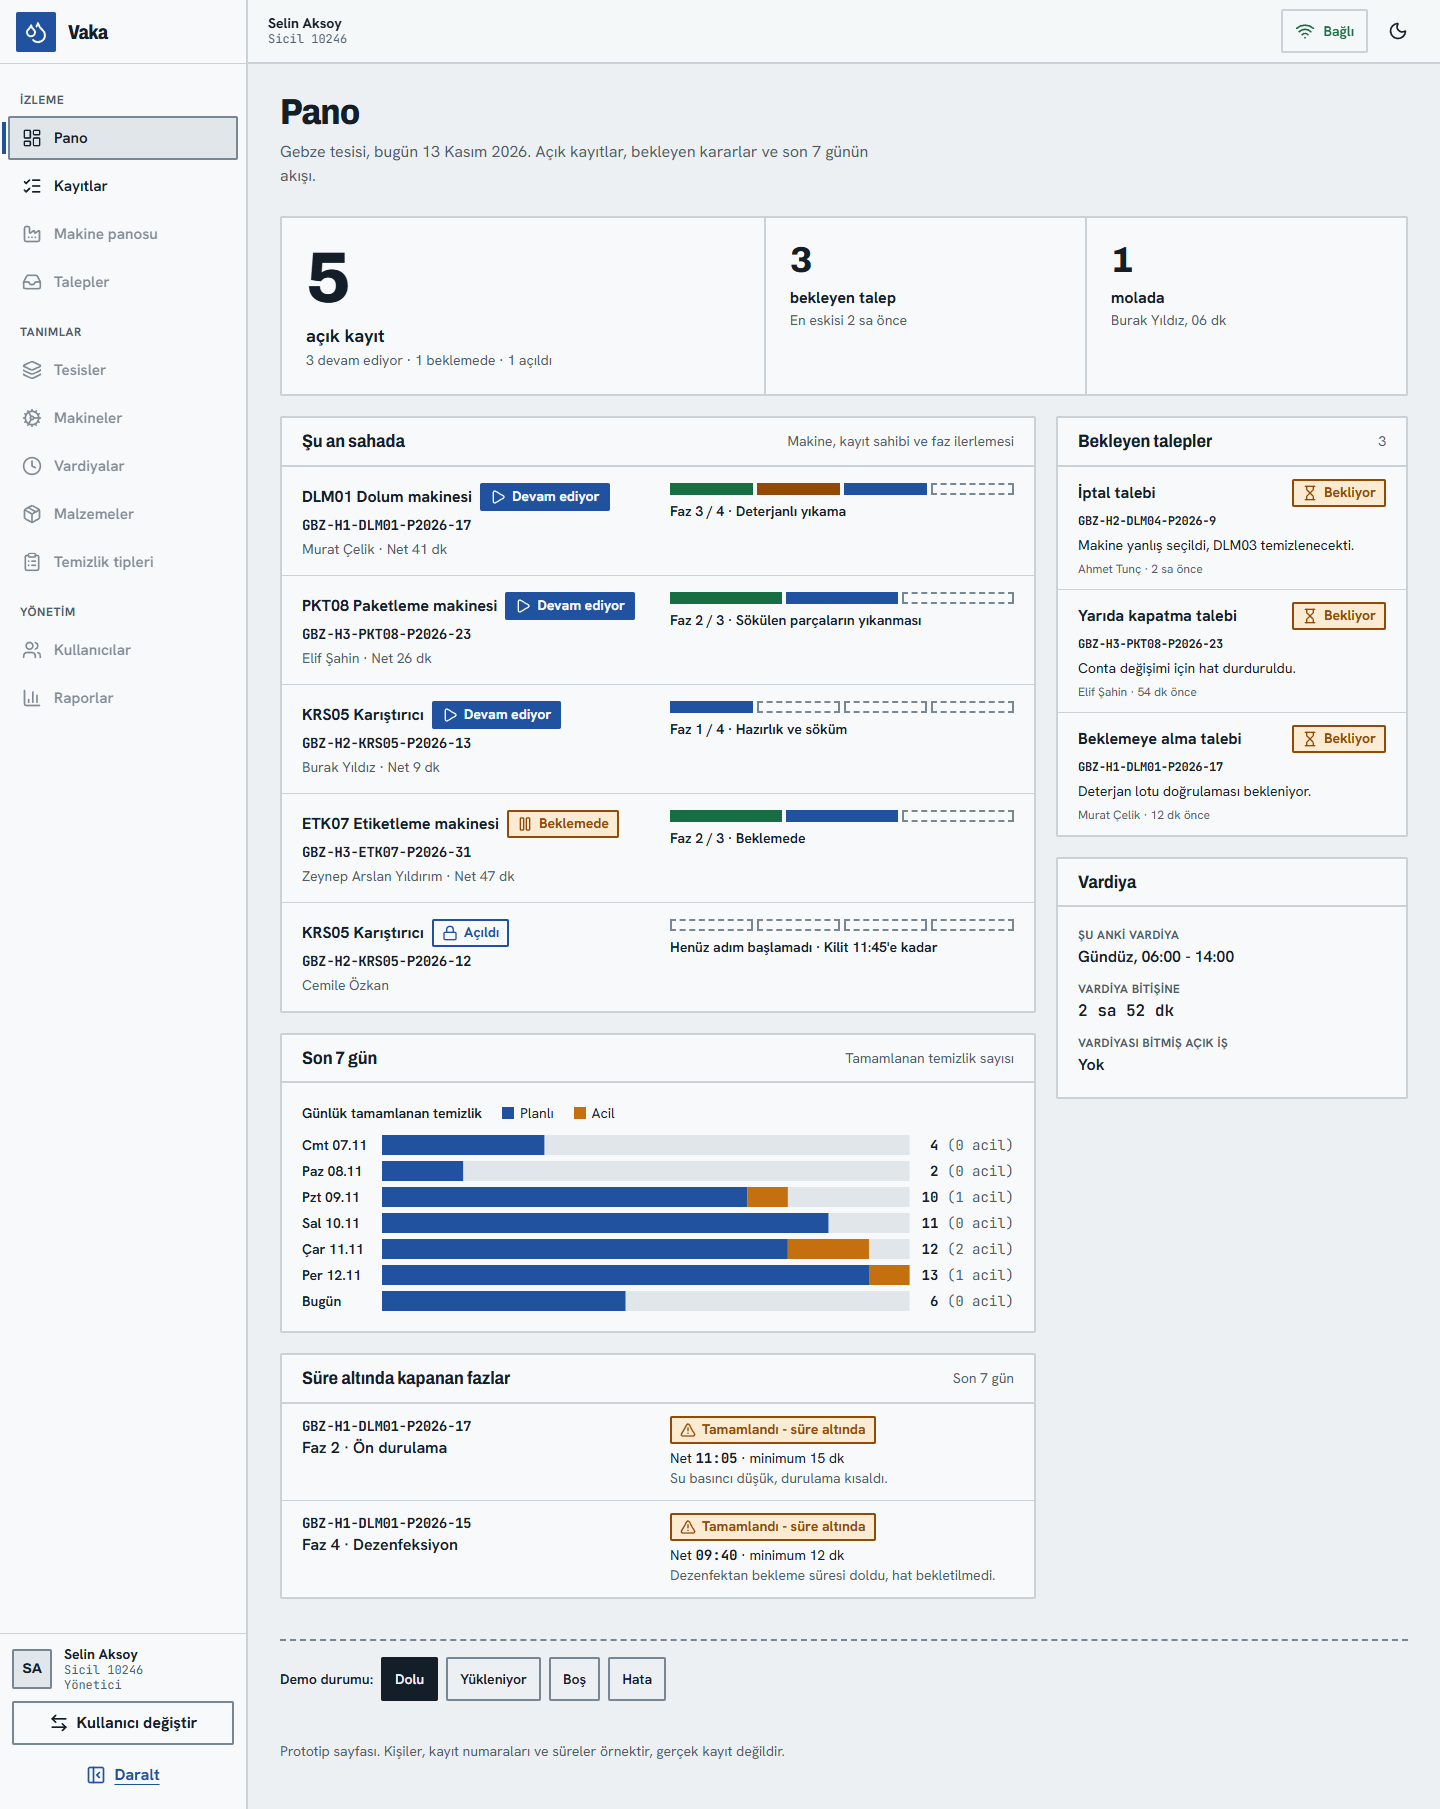 Vaka
Selin Aksoy
Sicil 10246
Bağlı
İZLEME
Pano
Kayıtlar
Makine panosu
Talepler
TANIMLAR
Tesisler
Makineler
Vardiyalar
Malzemeler
Temizlik tipleri
YÖNETİM
Kullanıcılar
Raporlar
SA
Selin Aksoy
Sicil 10246
Yönetici
Kullanıcı değiştir
Daralt
Pano
Gebze tesisi, bugün 13 Kasım 2026. Açık kayıtlar, bekleyen kararlar ve son 7 günün
akışı.
5
açık kayıt
3 devam ediyor · 1 beklemede · 1 açıldı
3
bekleyen talep
En eskisi 2 sa önce
1
molada
Burak Yıldız, 06 dk
Şu an sahada
Makine, kayıt sahibi ve faz ilerlemesi
DLM01 Dolum makinesi Devam ediyor
GBZ-H1-DLM01-P2026-17
Murat Çelik · Net 41 dk
Faz 3 / 4 · Deterjanlı yıkama
PKT08 Paketleme makinesi Devam ediyor
GBZ-H3-PKT08-P2026-23
Elif Şahin · Net 26 dk
Faz 2 / 3 · Sökülen parçaların yıkanması
KRS05 Karıştırıcı Devam ediyor
GBZ-H2-KRS05-P2026-13
Burak Yıldız · Net 9 dk
Faz 1 / 4 · Hazırlık ve söküm
ETK07 Etiketleme makinesi Beklemede
GBZ-H3-ETK07-P2026-31
Zeynep Arslan Yıldırım · Net 47 dk
Faz 2 / 3 · Beklemede
KRS05 Karıştırıcı Açıldı
GBZ-H2-KRS05-P2026-12
Cemile Özkan
Henüz adım başlamadı · Kilit 11:45'e kadar
Bekleyen talepler
3
İptal talebi Bekliyor
GBZ-H2-DLM04-P2026-9
Makine yanlış seçildi, DLM03 temizlenecekti.
Ahmet Tunç · 2 sa önce
Yarıda kapatma talebi Bekliyor
GBZ-H3-PKT08-P2026-23
Conta değişimi için hat durduruldu.
Elif Şahin · 54 dk önce
Beklemeye alma talebi Bekliyor
GBZ-H1-DLM01-P2026-17
Deterjan lotu doğrulaması bekleniyor.
Murat Çelik · 12 dk önce
Vardiya
ŞU ANKİ VARDİYA
Gündüz, 06:00 - 14:00
VARDİYA BİTİŞİNE
2 sa 52 dk
VARDİYASI BİTMİŞ AÇIK İŞ
Yok
Son 7 gün
Tamamlanan temizlik sayısı
Günlük tamamlanan temizlik Planlı Acil
Cmt 07.11 4 (0 acil)
Paz 08.11 2 (0 acil)
Pzt 09.11 10 (1 acil)
Sal 10.11 11 (0 acil)
Çar 11.11 12 (2 acil)
Per 12.11 13 (1 acil)
Bugün 6 (0 acil)
Süre altında kapanan fazlar
Son 7 gün
GBZ-H1-DLM01-P2026-17
Faz 2 · Ön durulama
Tamamlandı - süre altında
Net 11:05 · minimum 15 dk
Su basıncı düşük, durulama kısaldı.
GBZ-H1-DLM01-P2026-15
Faz 4 · Dezenfeksiyon
Tamamlandı - süre altında
Net 09:40 · minimum 12 dk
Dezenfektan bekleme süresi doldu, hat bekletilmedi.
Demo durumu: Dolu Yükleniyor Boş Hata
Prototip sayfası. Kişiler, kayıt numaraları ve süreler örnektir, gerçek kayıt değildir.